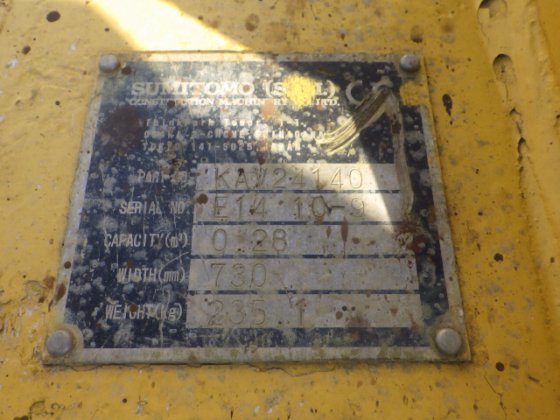 SUMITOMO (S.H.I.)
CONSTRUCTION MACHINERY CO., LTD.
PART NO KAV21140
SERIAL NO. E14 10-9
CAPACITY(m³) 0.28
WIDTH(mm) 730
WEIGHT(kg) 235